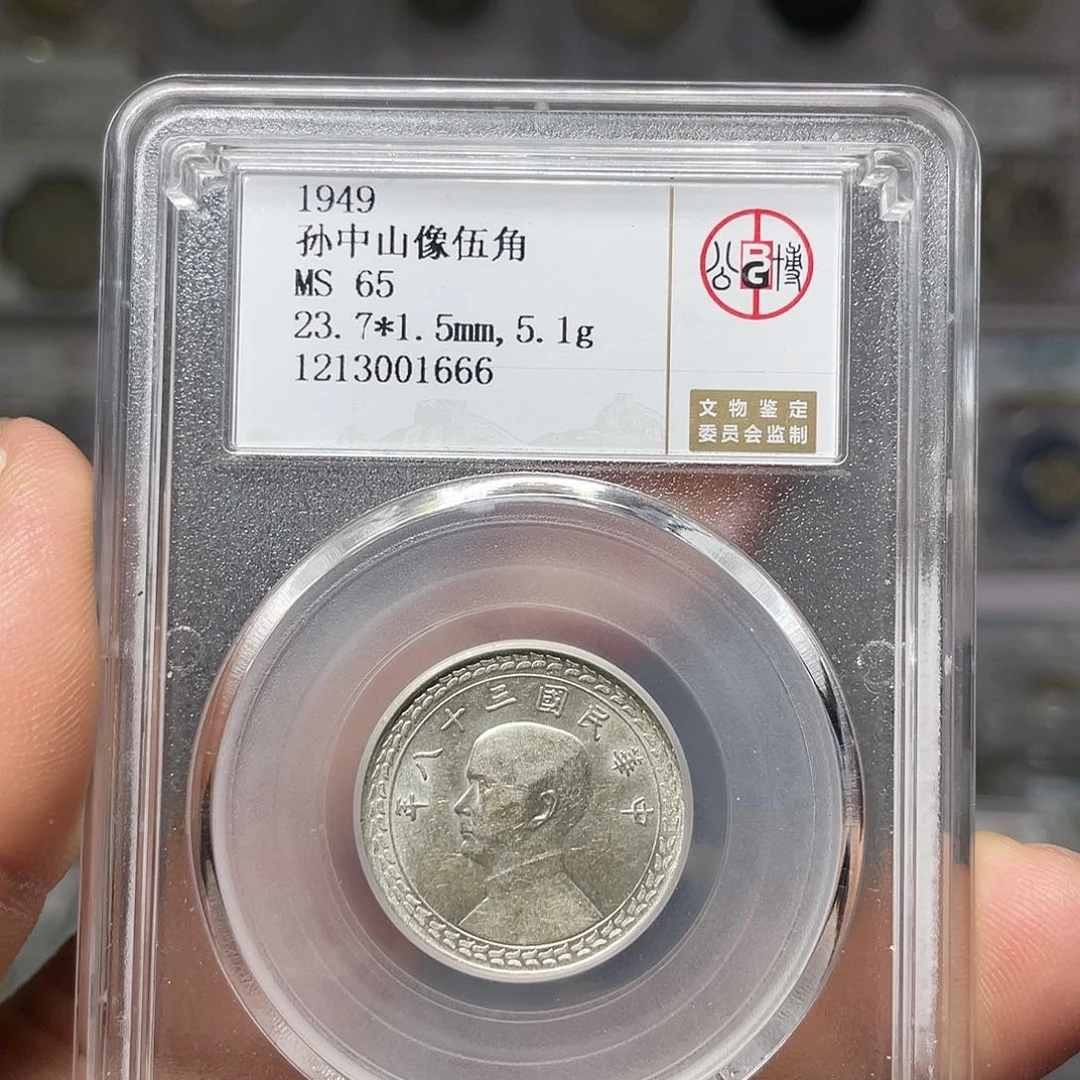 1949
孙中山像伍角
MS 65
23.7*1.5mm,5.1g
1213001666
公 BG 博
文物鉴定
委员会监制
中華民國三十八年